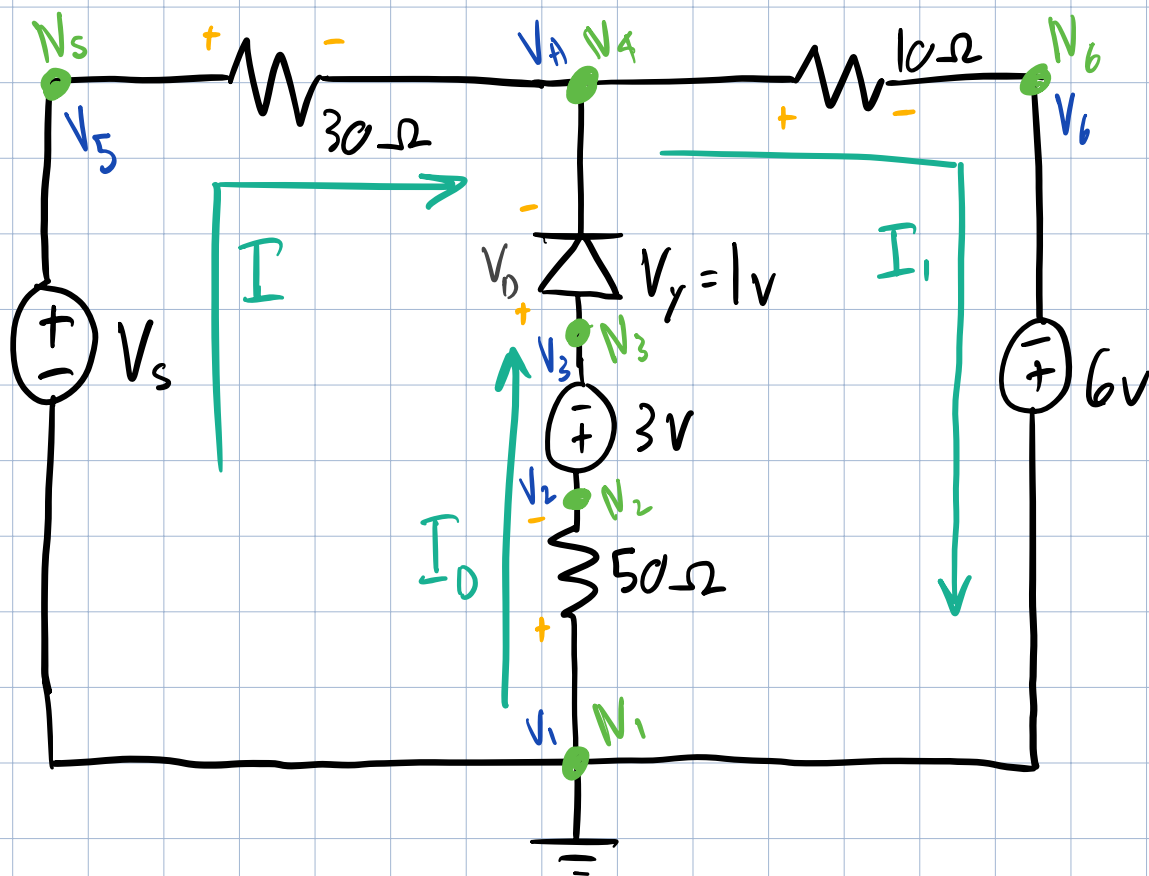 N5
+
-
VA
N4
10Ω
N6
V5
30Ω
+
-
V6
I
-
VD
Vγ = 1v
I1
+
+
-
Vs
V3
N3
-
+
6v
-
+
3V
V2
N2
-
ID
50Ω
+
V1
N1